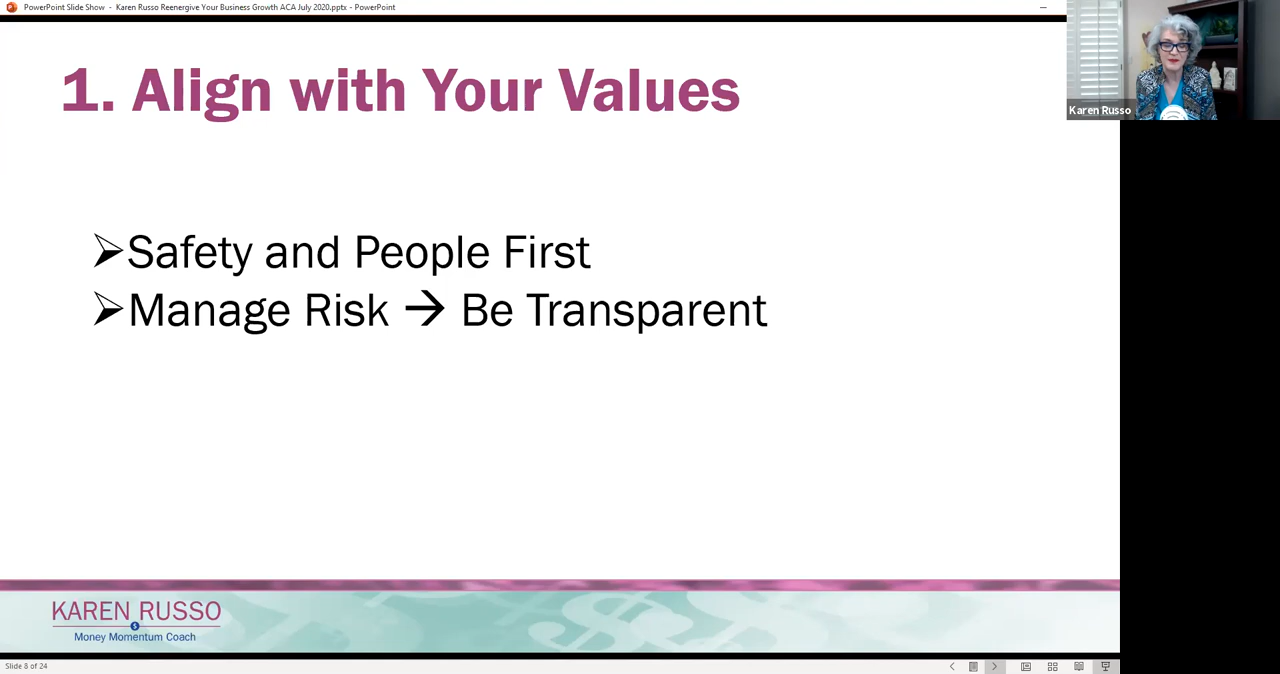 PowerPoint Slide Show - Karen Russo Reenergive Your Business Growth ACA July 2020.pptx - PowerPoint
Karen Russo
1. Align with Your Values
➢Safety and People First
➢Manage Risk → Be Transparent
KAREN RUSSO
$
Money Momentum Coach
Slide 8 of 24